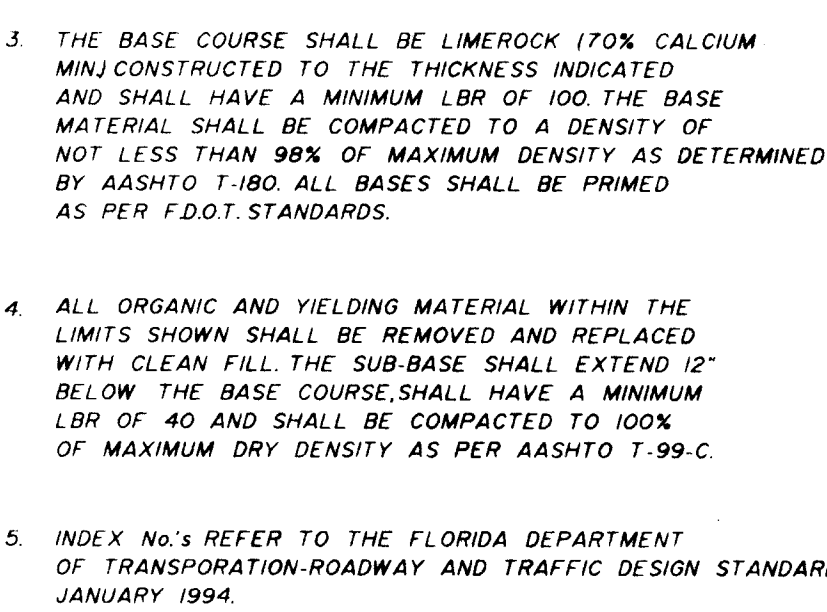 3. THE BASE COURSE SHALL BE LIMEROCK (70% CALCIUM
MIN.) CONSTRUCTED TO THE THICKNESS INDICATED
AND SHALL HAVE A MINIMUM LBR OF 100. THE BASE
MATERIAL SHALL BE COMPACTED TO A DENSITY OF
NOT LESS THAN 98% OF MAXIMUM DENSITY AS DETERMINED
BY AASHTO T-180. ALL BASES SHALL BE PRIMED
AS PER F.D.O.T. STANDARDS.
4. ALL ORGANIC AND YIELDING MATERIAL WITHIN THE
LIMITS SHOWN SHALL BE REMOVED AND REPLACED
WITH CLEAN FILL. THE SUB-BASE SHALL EXTEND 12"
BELOW THE BASE COURSE, SHALL HAVE A MINIMUM
LBR OF 40 AND SHALL BE COMPACTED TO 100%
OF MAXIMUM DRY DENSITY AS PER AASHTO T-99-C.
5. INDEX No.'s REFER TO THE FLORIDA DEPARTMENT
OF TRANSPORATION-ROADWAY AND TRAFFIC DESIGN STANDAR
JANUARY 1994.